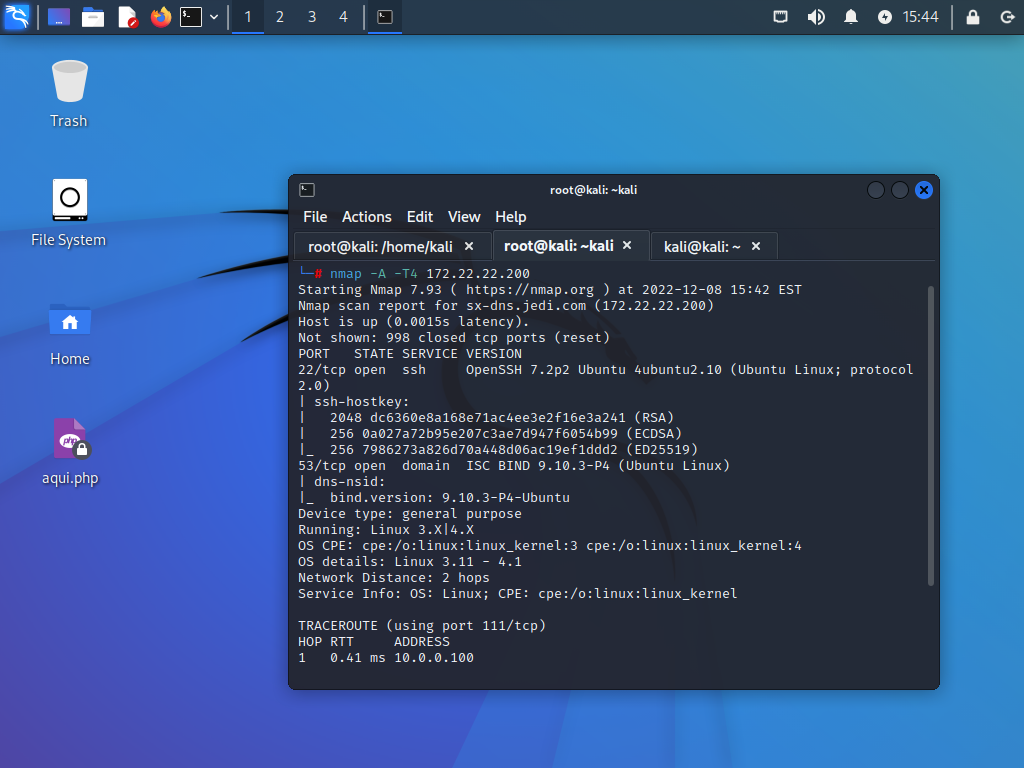 1 2 3 4 15:44
Trash
File System
Home
php
aqui.php
root@kali: ~kali
File Actions Edit View Help
root@kali: /home/kali × root@kali: ~kali × kali@kali: ~ ×
└─# nmap -A -T4 172.22.22.200
Starting Nmap 7.93 ( https://nmap.org ) at 2022-12-08 15:42 EST
Nmap scan report for sx-dns.jedi.com (172.22.22.200)
Host is up (0.0015s latency).
Not shown: 998 closed tcp ports (reset)
PORT   STATE SERVICE VERSION
22/tcp open  ssh     OpenSSH 7.2p2 Ubuntu 4ubuntu2.10 (Ubuntu Linux; protocol
2.0)
| ssh-hostkey:
|   2048 dc6360e8a168e71ac4ee3e2f16e3a241 (RSA)
|   256 0a027a72b95e207c3ae7d947f6054b99 (ECDSA)
|_  256 7986273a826d70a448d06ac19ef1ddd2 (ED25519)
53/tcp open  domain  ISC BIND 9.10.3-P4 (Ubuntu Linux)
| dns-nsid:
|_  bind.version: 9.10.3-P4-Ubuntu
Device type: general purpose
Running: Linux 3.X|4.X
OS CPE: cpe:/o:linux:linux_kernel:3 cpe:/o:linux:linux_kernel:4
OS details: Linux 3.11 - 4.1
Network Distance: 2 hops
Service Info: OS: Linux; CPE: cpe:/o:linux:linux_kernel
TRACEROUTE (using port 111/tcp)
HOP RTT     ADDRESS
1   0.41 ms 10.0.0.100